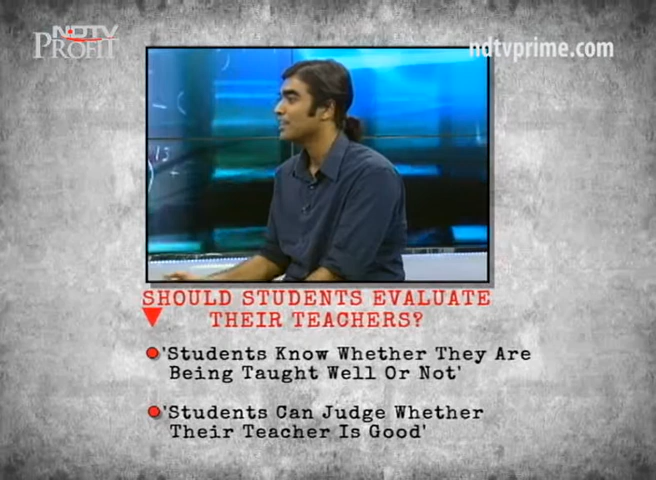 NDTV
PROFIT
ndtvprime.com
15
SHOULD STUDENTS EVALUATE
THEIR TEACHERS?
'Students Know Whether They Are
Being Taught Well Or Not'
'Students Can Judge Whether
Their Teacher Is Good'